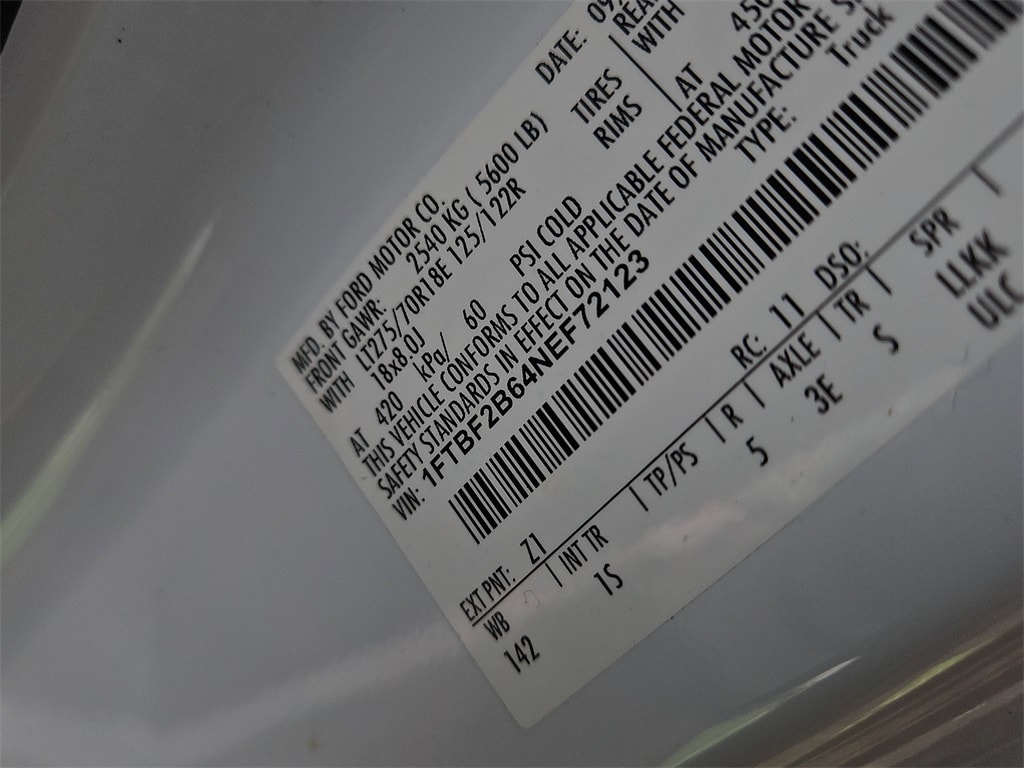 MFD. BY FORD MOTOR CO. DATE: 09
FRONT GAWR: 2540 KG ( 5600 LB) REA
WITH LT275/70R18E 125/122R TIRES WITH
18x8.0J RIMS
AT 420 kPa/ 60 PSI COLD AT 450
THIS VEHICLE CONFORMS TO ALL APPLICABLE FEDERAL MOTOR
SAFETY STANDARDS IN EFFECT ON THE DATE OF MANUFACTURE S
VIN: 1FTBF2B64NEF72123 TYPE: Truck
EXT PNT: Z1 RC: 11 DSO:
WB | INT TR | TP/PS | R | AXLE | TR | SPR |
142 1S 5 3E S LLKK
ULC